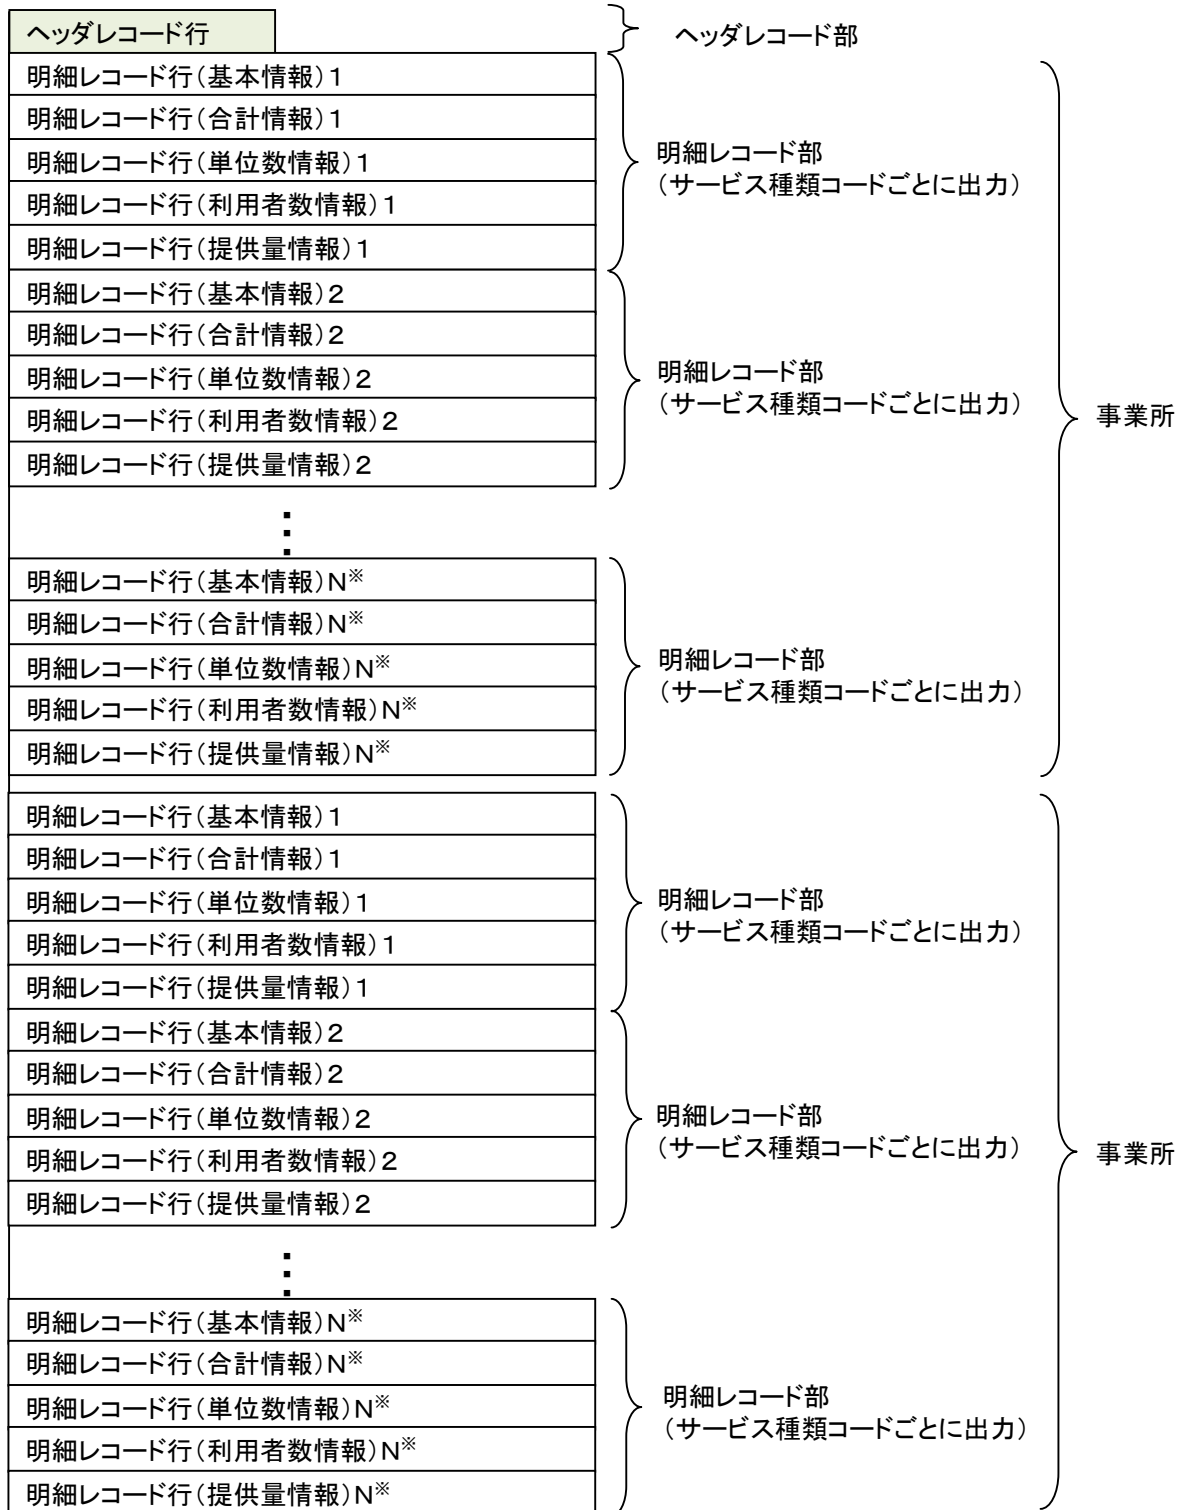 ヘッダレコード行
ヘッダレコード部
明細レコード行(基本情報)1
明細レコード行(合計情報)1
明細レコード行(単位数情報)1
明細レコード行(利用者数情報)1
明細レコード行(提供量情報)1
明細レコード部
(サービス種類コードごとに出力)
明細レコード行(基本情報)2
明細レコード行(合計情報)2
明細レコード行(単位数情報)2
明細レコード行(利用者数情報)2
明細レコード行(提供量情報)2
明細レコード部
(サービス種類コードごとに出力)
事業所
⋮
明細レコード行(基本情報)N※
明細レコード行(合計情報)N※
明細レコード行(単位数情報)N※
明細レコード行(利用者数情報)N※
明細レコード行(提供量情報)N※
明細レコード部
(サービス種類コードごとに出力)
明細レコード行(基本情報)1
明細レコード行(合計情報)1
明細レコード行(単位数情報)1
明細レコード行(利用者数情報)1
明細レコード行(提供量情報)1
明細レコード部
(サービス種類コードごとに出力)
明細レコード行(基本情報)2
明細レコード行(合計情報)2
明細レコード行(単位数情報)2
明細レコード行(利用者数情報)2
明細レコード行(提供量情報)2
明細レコード部
(サービス種類コードごとに出力)
事業所
⋮
明細レコード行(基本情報)N※
明細レコード行(合計情報)N※
明細レコード行(単位数情報)N※
明細レコード行(利用者数情報)N※
明細レコード行(提供量情報)N※
明細レコード部
(サービス種類コードごとに出力)